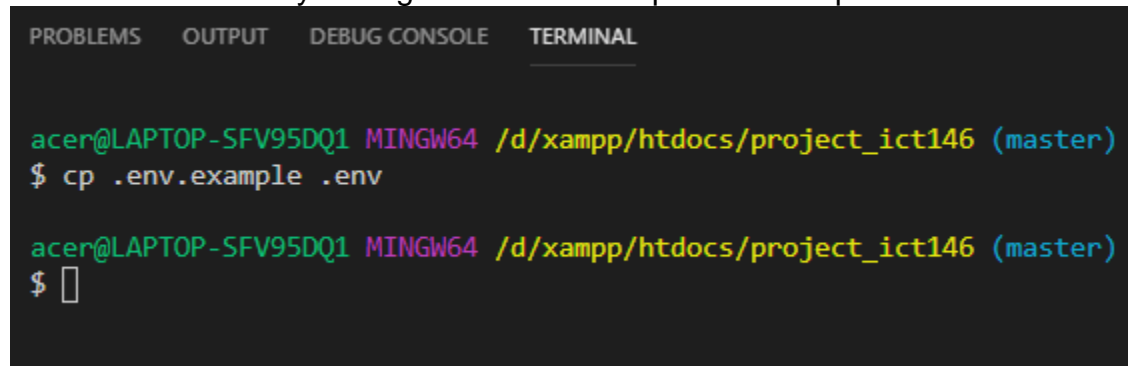 PROBLEMS OUTPUT DEBUG CONSOLE TERMINAL
acer@LAPTOP-SFV95DQ1 MINGW64 /d/xampp/htdocs/project_ict146 (master)
$ cp .env.example .env
acer@LAPTOP-SFV95DQ1 MINGW64 /d/xampp/htdocs/project_ict146 (master)
$